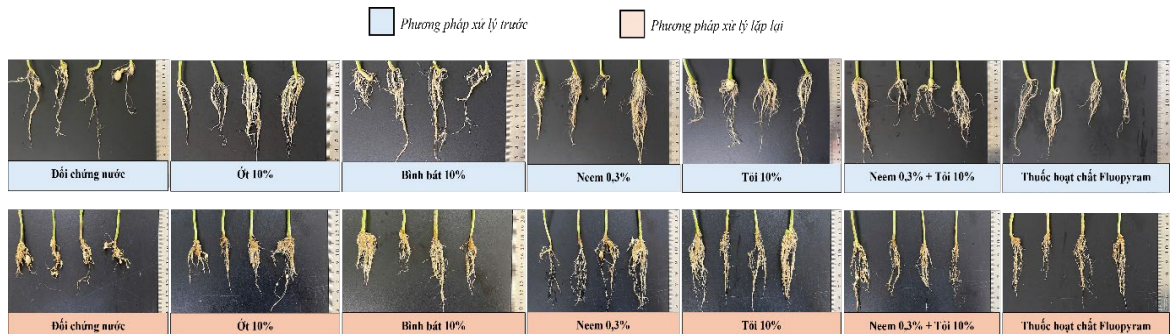 Phương pháp xử lý trước
Phương pháp xử lý lặp lại
Đối chứng nước
Ớt 10%
Bình bát 10%
Neem 0,3%
Tỏi 10%
Neem 0,3% + Tỏi 10%
Thuốc hoạt chất Fluopyram
Đối chứng nước
Ớt 10%
Bình bát 10%
Neem 0,3%
Tỏi 10%
Neem 0,3% + Tỏi 10%
Thuốc hoạt chất Fluopyram